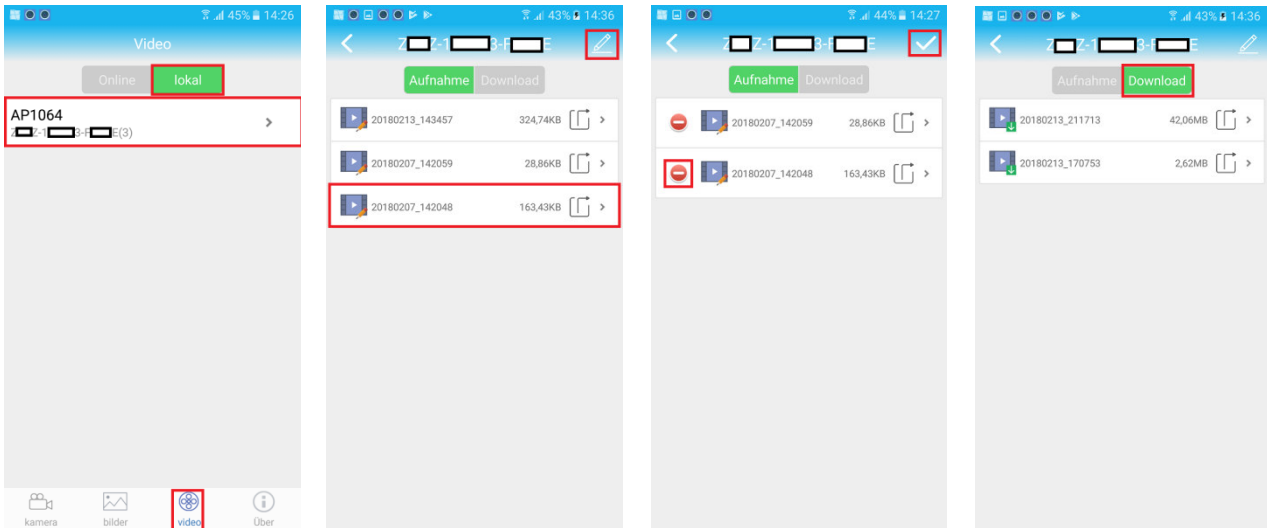 45% 14:26
Video
Online lokal
AP1064
E(3)
kamera bilder video Über
43% 14:36
Aufnahme Download
20180213_143457 324,74KB
20180207_142059 28,86KB
20180207_142048 163,43KB
44% 14:27
Aufnahme Download
20180207_142059 28,86KB
20180207_142048 163,43KB
43% 14:36
Aufnahme Download
20180213_211713 42,06MB
20180213_170753 2,62MB